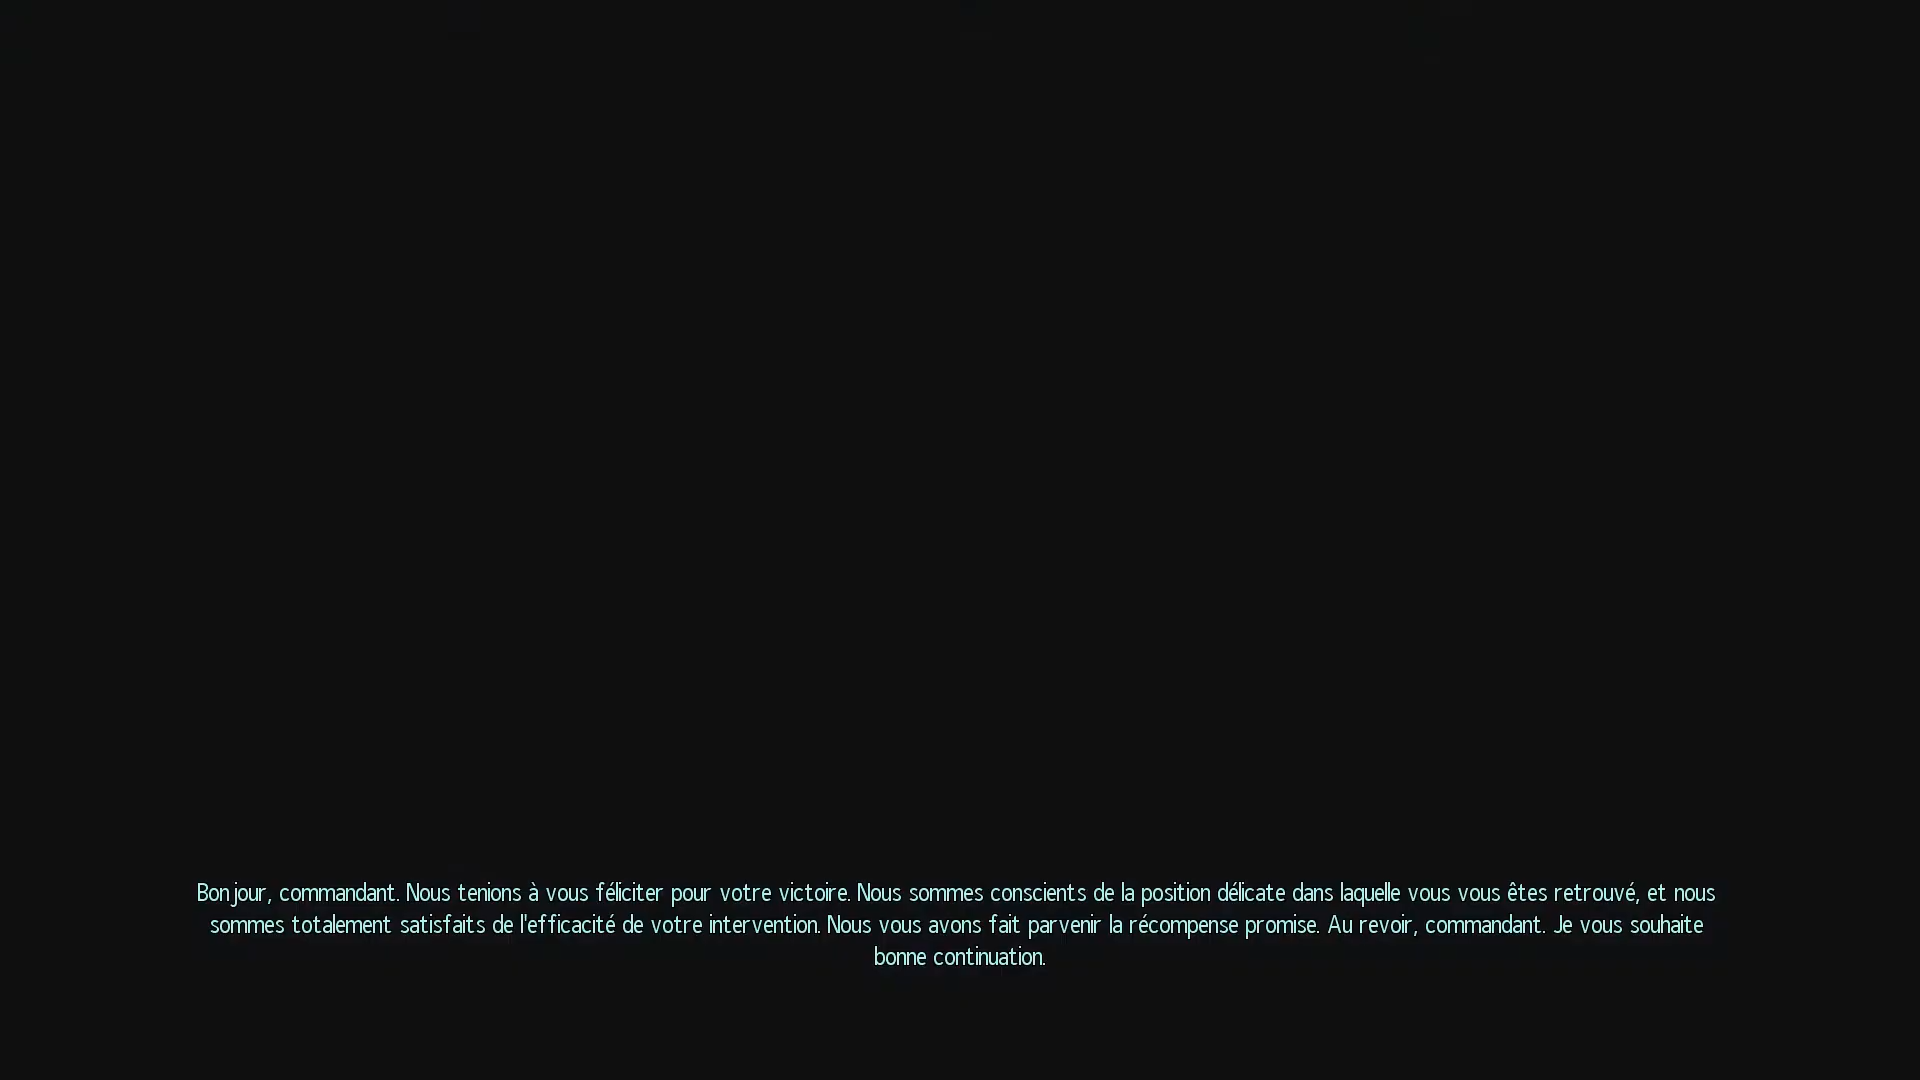 Bonjour, commandant. Nous tenions à vous féliciter pour votre victoire. Nous sommes conscients de la position délicate dans laquelle vous vous êtes retrouvé, et nous
sommes totalement satisfaits de l'efficacité de votre intervention. Nous vous avons fait parvenir la récompense promise. Au revoir, commandant. Je vous souhaite
bonne continuation.